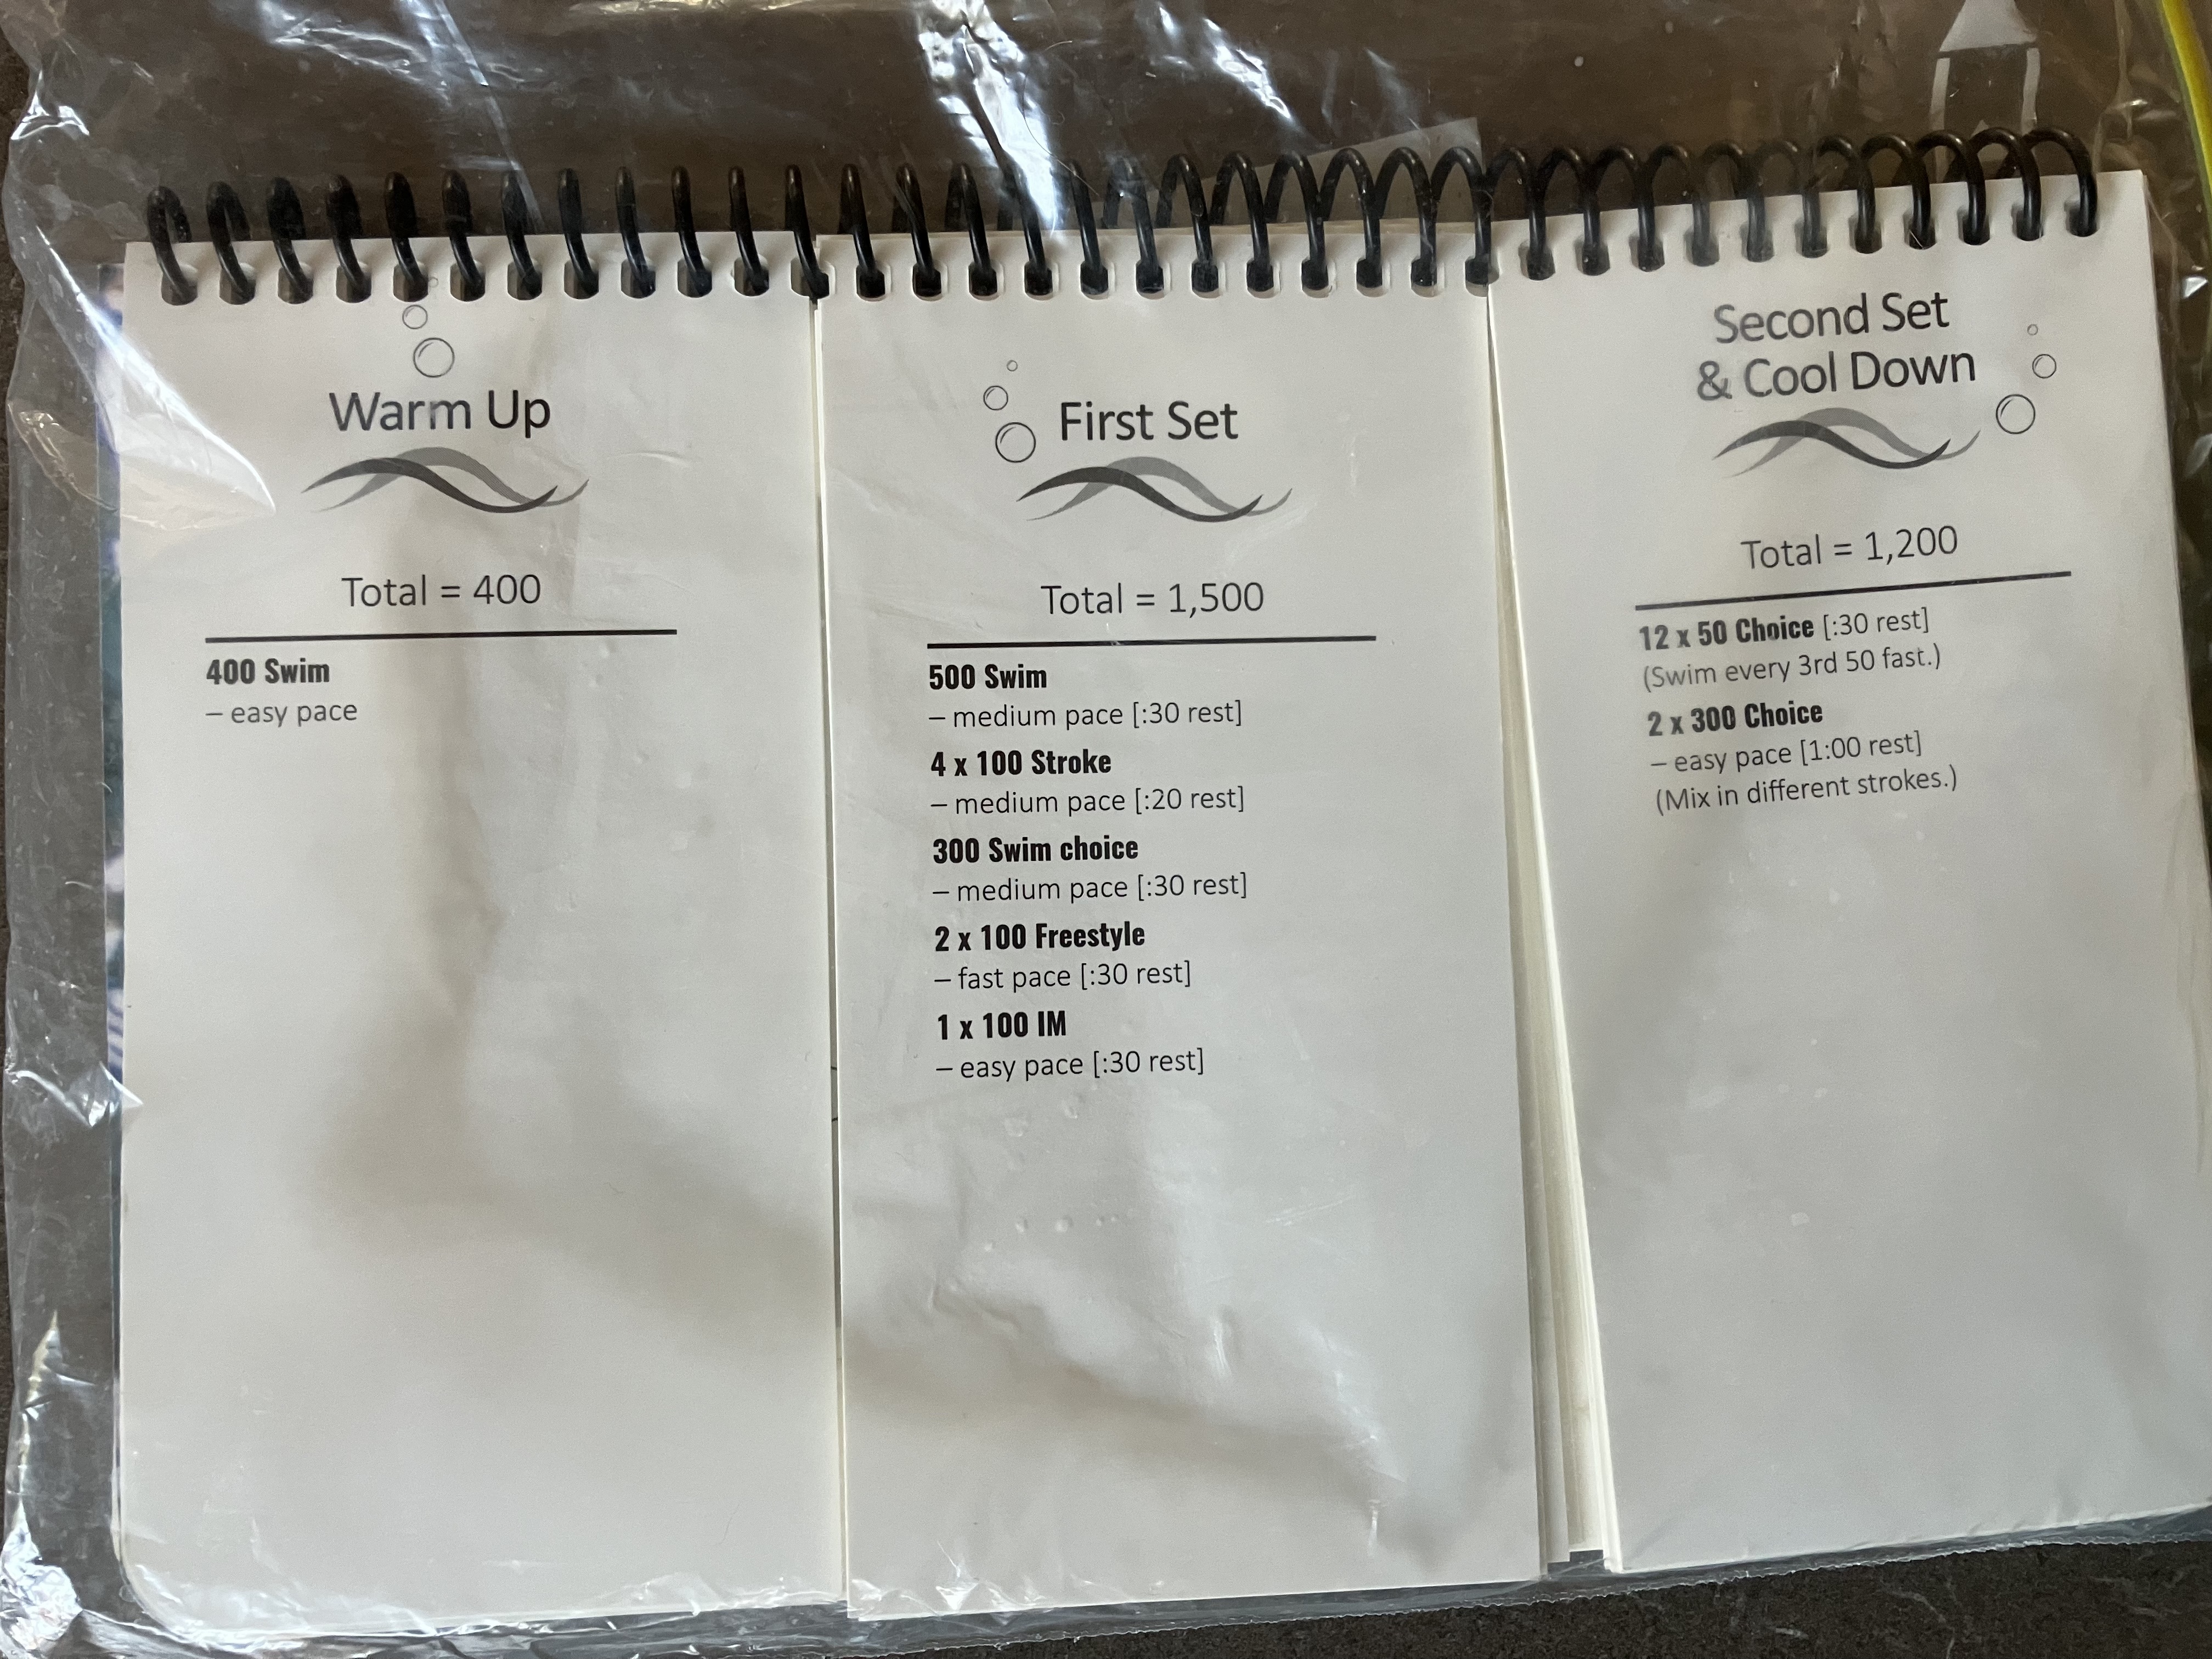 Warm Up
Total = 400
400 Swim
– easy pace
First Set
Total = 1,500
500 Swim
– medium pace [:30 rest]
4 x 100 Stroke
– medium pace [:20 rest]
300 Swim choice
– medium pace [:30 rest]
2 x 100 Freestyle
– fast pace [:30 rest]
1 x 100 IM
– easy pace [:30 rest]
Second Set
& Cool Down
Total = 1,200
12 x 50 Choice [:30 rest]
(Swim every 3rd 50 fast.)
2 x 300 Choice
– easy pace [1:00 rest]
(Mix in different strokes.)